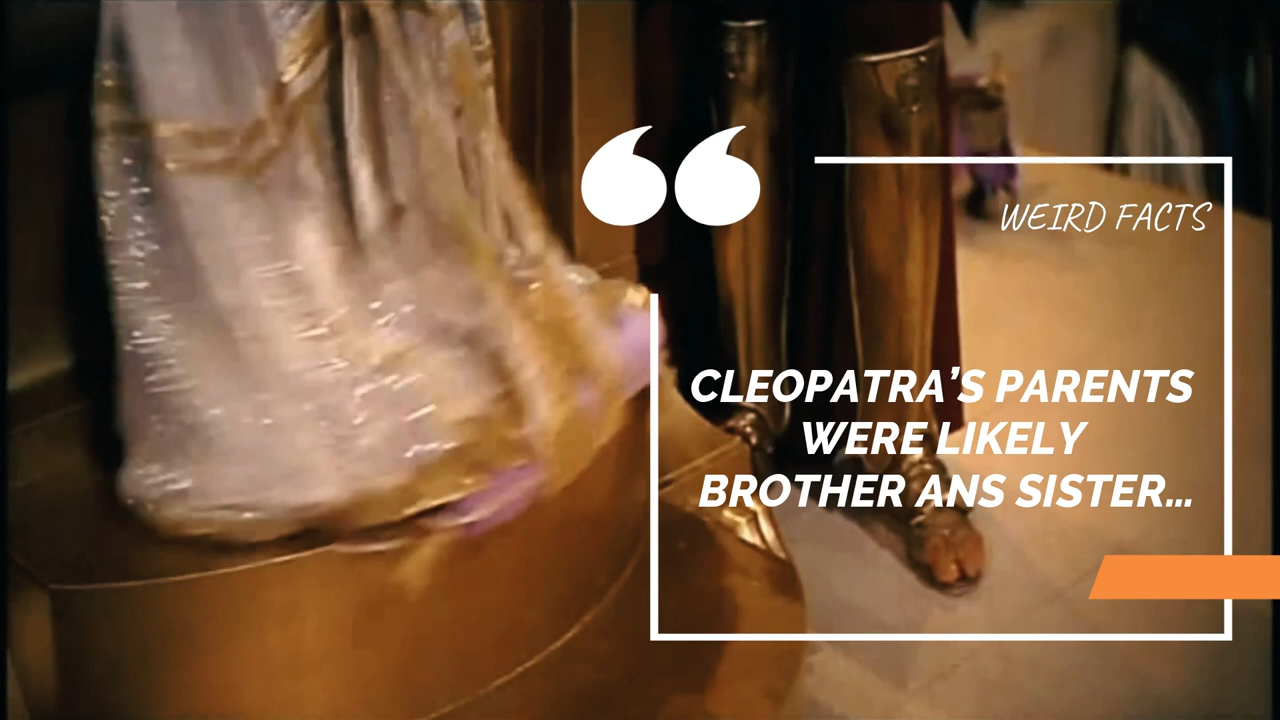 WEIRD FACTS
CLEOPATRA’S PARENTS
WERE LIKELY
BROTHER ANS SISTER...